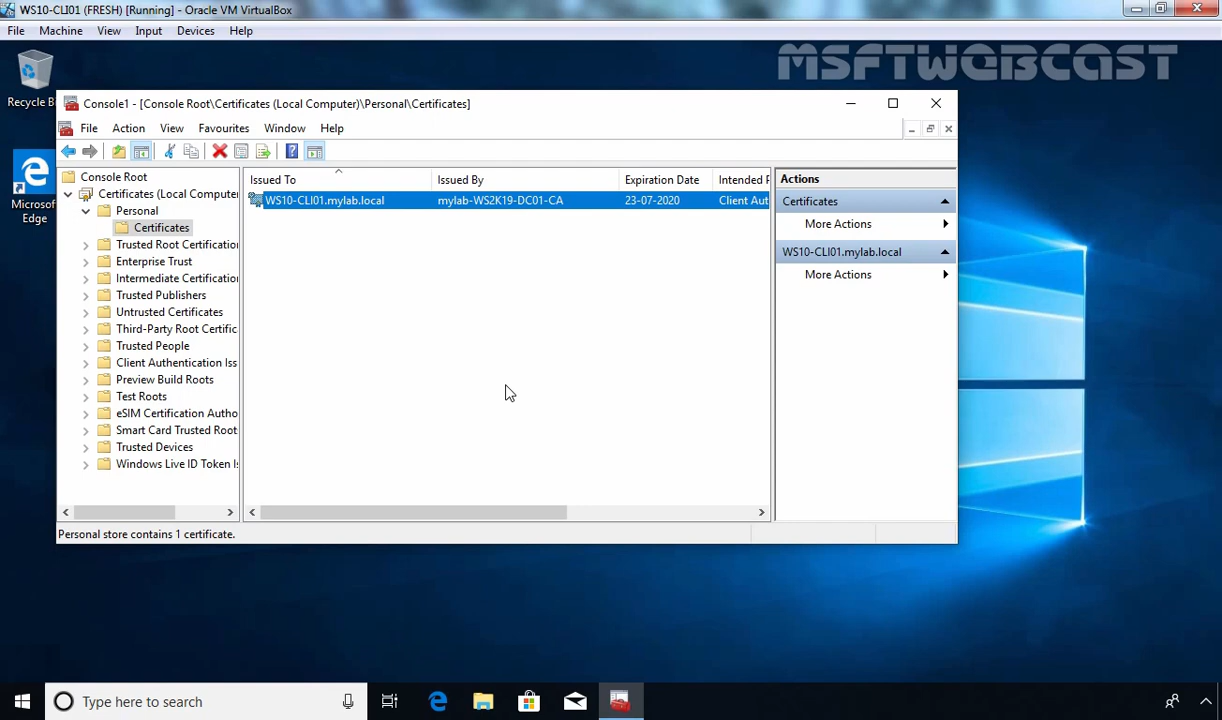 WS10-CLI01 (FRESH) [Running] - Oracle VM VirtualBox
File Machine View Input Devices Help
MSFTWEBCAST
Recycle B
Console1 - [Console Root\Certificates (Local Computer)\Personal\Certificates]
File Action View Favourites Window Help
Console Root
Certificates (Local Computer
Personal
Certificates
Trusted Root Certification
Enterprise Trust
Intermediate Certification
Trusted Publishers
Untrusted Certificates
Third-Party Root Certific
Trusted People
Client Authentication Iss
Preview Build Roots
Test Roots
eSIM Certification Autho
Smart Card Trusted Root
Trusted Devices
Windows Live ID Token Is
Issued To Issued By Expiration Date Intended P
WS10-CLI01.mylab.local mylab-WS2K19-DC01-CA 23-07-2020 Client Aut
Actions
Certificates
More Actions
WS10-CLI01.mylab.local
More Actions
Personal store contains 1 certificate.
Microsof
Edge
Type here to search